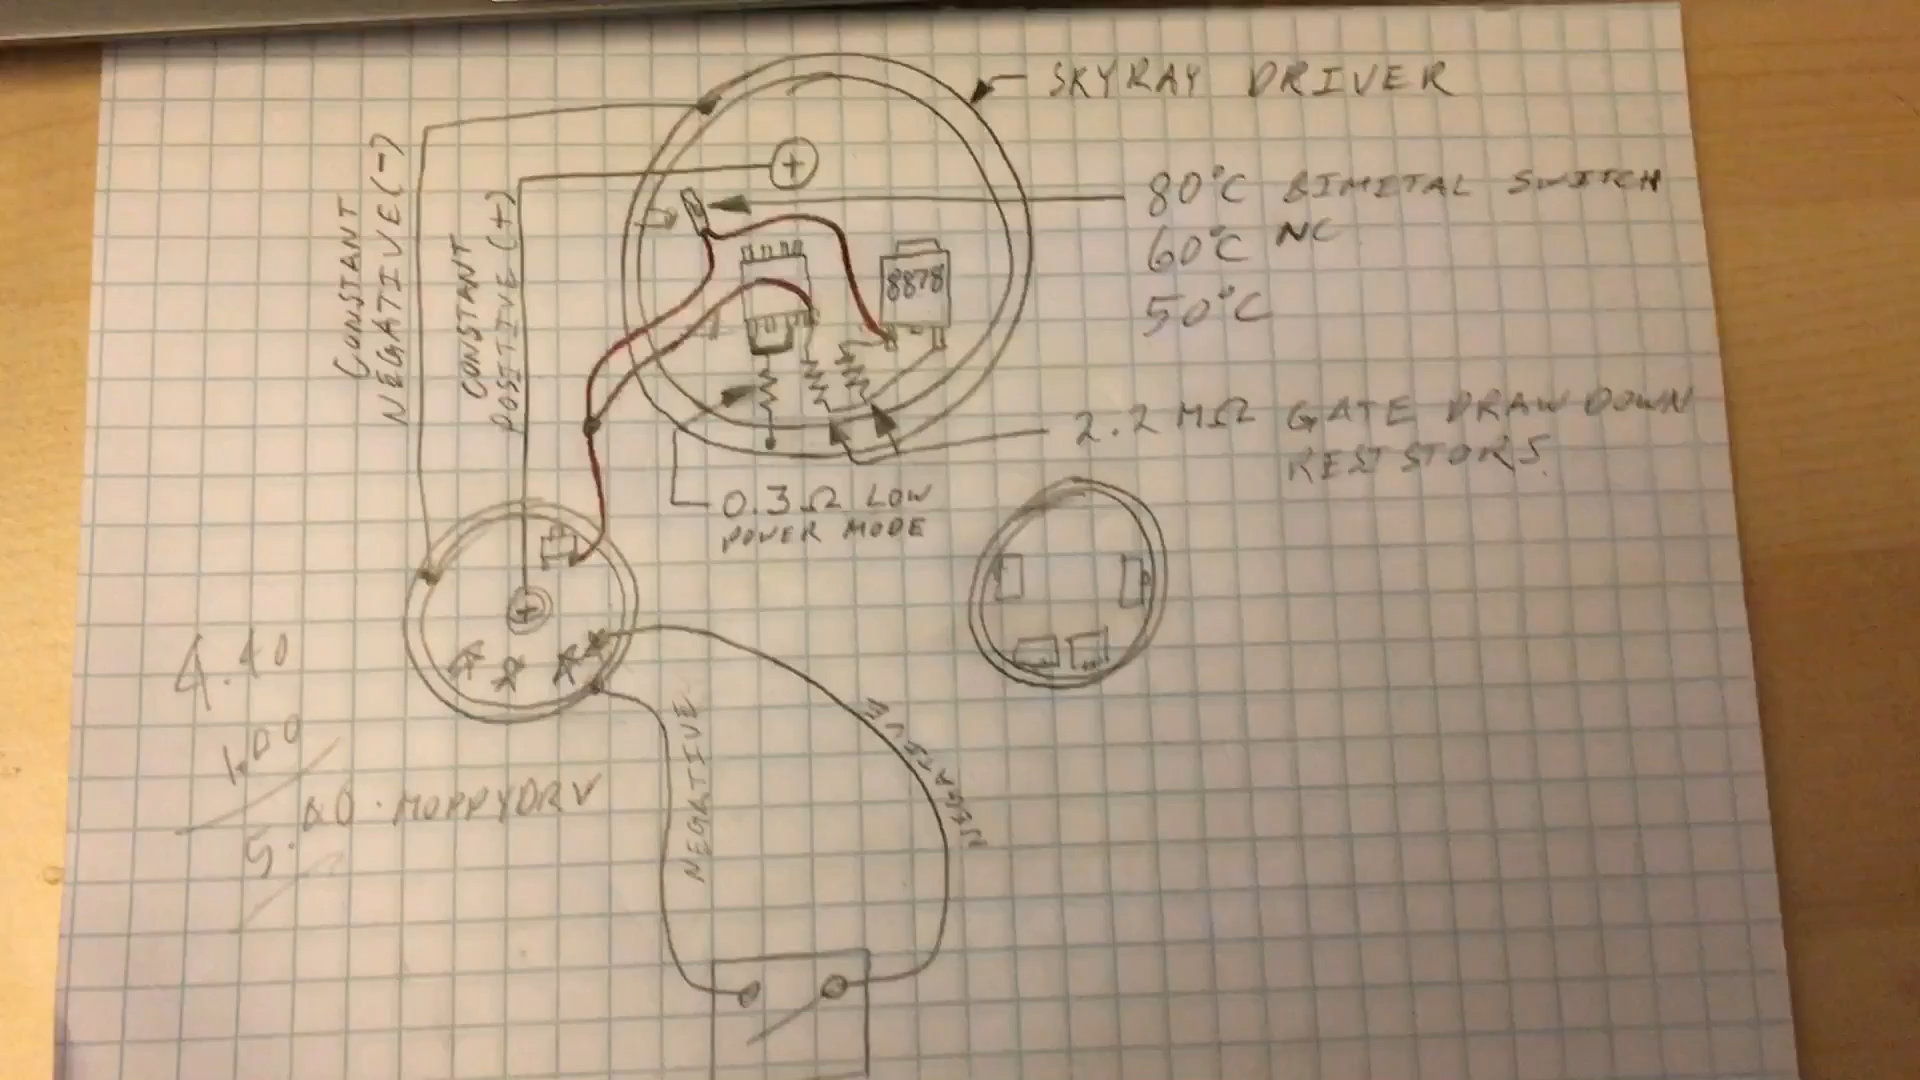 SKYRAY DRIVER
80°C BIMETAL SWITCH
60°C NC
50°C
8878
2.2 MΩ GATE DRAW DOWN
RESISTORS.
0.3Ω LOW
POWER MODE
CONSTANT
NEGATIVE (-)
CONSTANT
POSITIVE (+)
+
+
NEGATIVE
NEGATIVE
4.40
1.00
5.